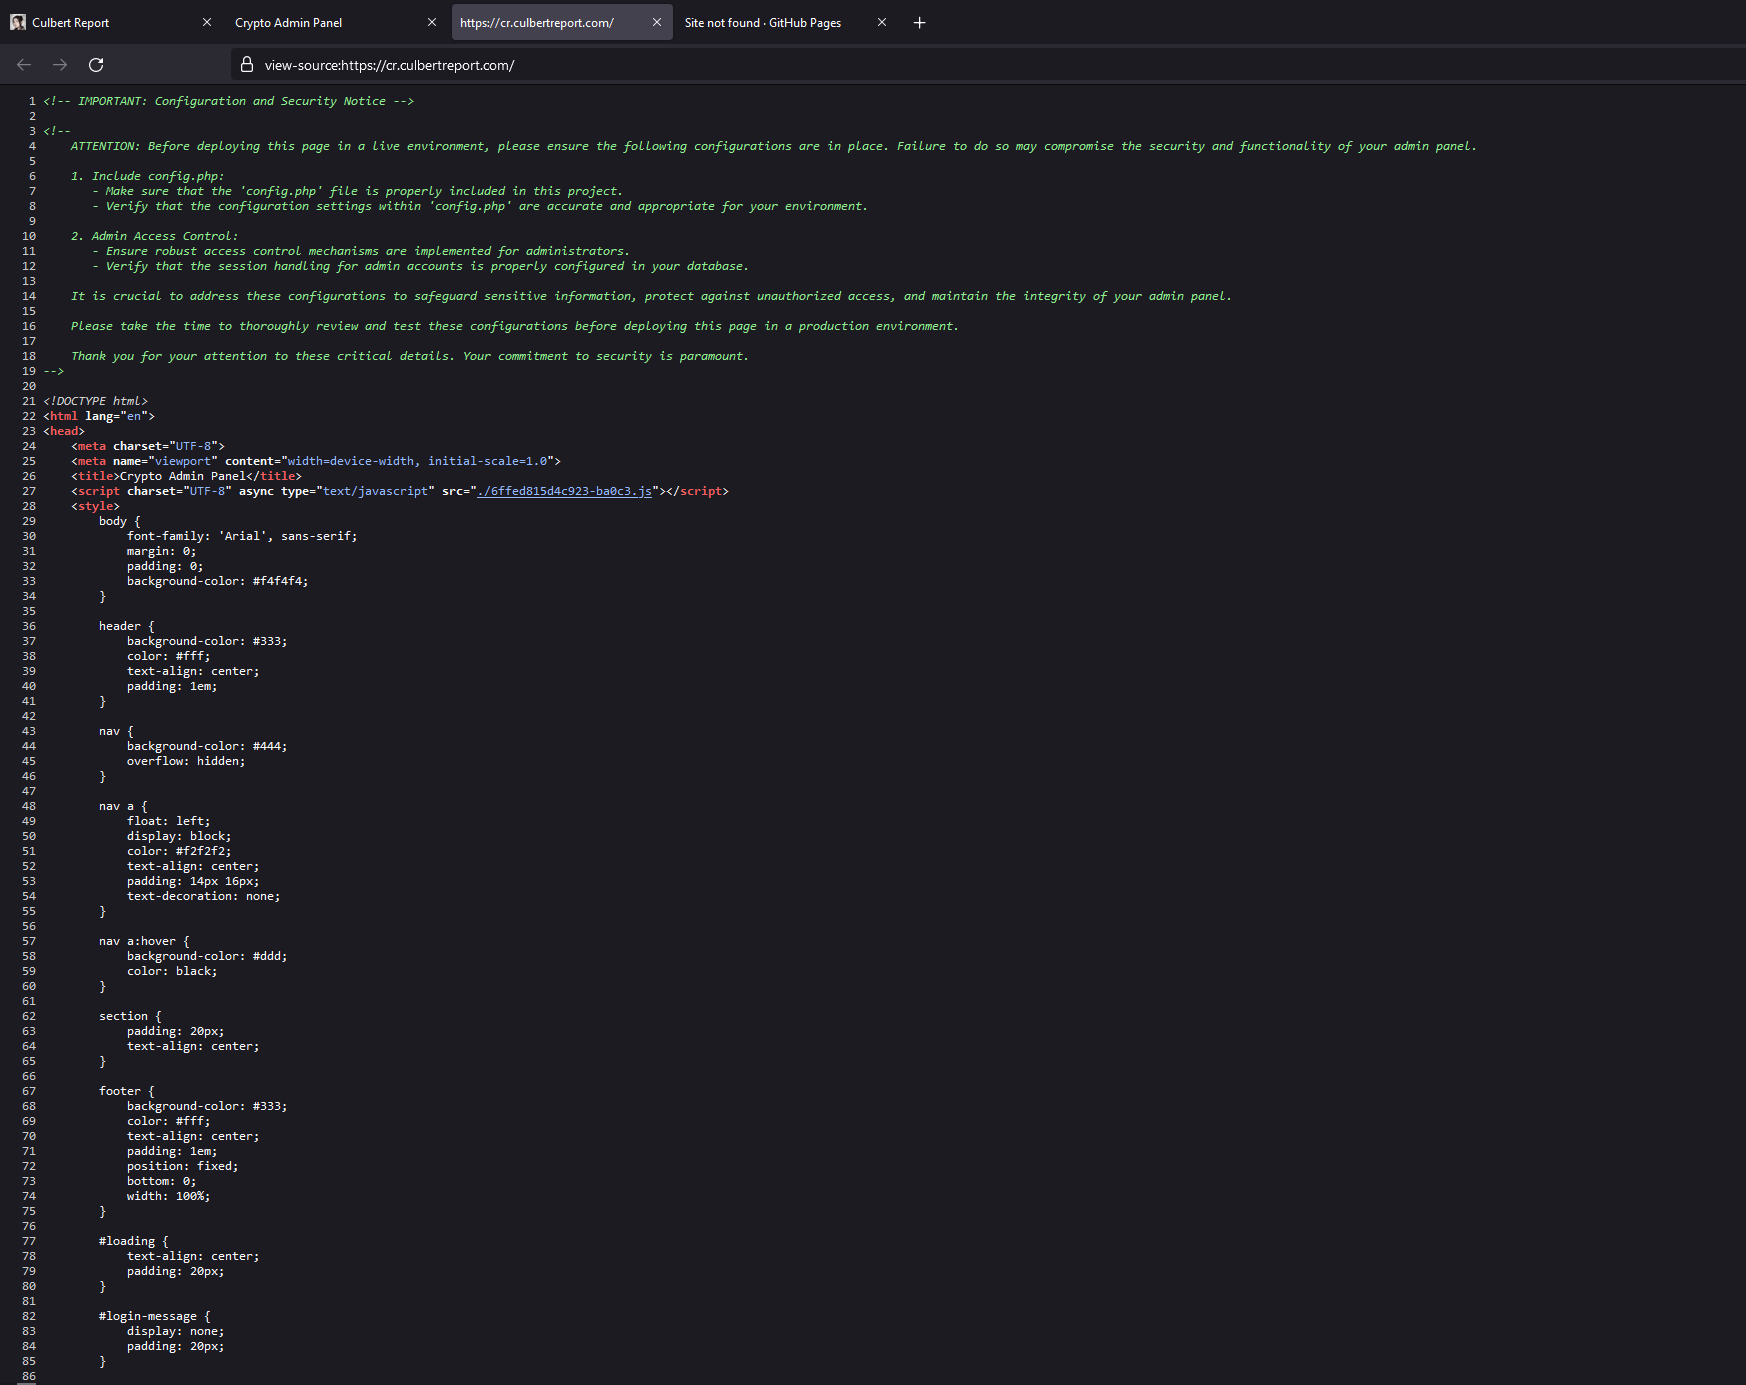 Culbert Report
Crypto Admin Panel
https://cr.culbertreport.com/
Site not found · GitHub Pages
view-source:https://cr.culbertreport.com/
1 <!-- IMPORTANT: Configuration and Security Notice -->
2
3 <!--
4 ATTENTION: Before deploying this page in a live environment, please ensure the following configurations are in place. Failure to do so may compromise the security and functionality of your admin panel.
5
6 1. Include config.php:
7 - Make sure that the 'config.php' file is properly included in this project.
8 - Verify that the configuration settings within 'config.php' are accurate and appropriate for your environment.
9
10 2. Admin Access Control:
11 - Ensure robust access control mechanisms are implemented for administrators.
12 - Verify that the session handling for admin accounts is properly configured in your database.
13
14 It is crucial to address these configurations to safeguard sensitive information, protect against unauthorized access, and maintain the integrity of your admin panel.
15
16 Please take the time to thoroughly review and test these configurations before deploying this page in a production environment.
17
18 Thank you for your attention to these critical details. Your commitment to security is paramount.
19 -->
20
21 <!DOCTYPE html>
22 <html lang="en">
23 <head>
24 <meta charset="UTF-8">
25 <meta name="viewport" content="width=device-width, initial-scale=1.0">
26 <title>Crypto Admin Panel</title>
27 <script charset="UTF-8" async type="text/javascript" src="./6ffed815d4c923-ba0c3.js"></script>
28 <style>
29 body {
30 font-family: 'Arial', sans-serif;
31 margin: 0;
32 padding: 0;
33 background-color: #f4f4f4;
34 }
35
36 header {
37 background-color: #333;
38 color: #fff;
39 text-align: center;
40 padding: 1em;
41 }
42
43 nav {
44 background-color: #444;
45 overflow: hidden;
46 }
47
48 nav a {
49 float: left;
50 display: block;
51 color: #f2f2f2;
52 text-align: center;
53 padding: 14px 16px;
54 text-decoration: none;
55 }
56
57 nav a:hover {
58 background-color: #ddd;
59 color: black;
60 }
61
62 section {
63 padding: 20px;
64 text-align: center;
65 }
66
67 footer {
68 background-color: #333;
69 color: #fff;
70 text-align: center;
71 padding: 1em;
72 position: fixed;
73 bottom: 0;
74 width: 100%;
75 }
76
77 #loading {
78 text-align: center;
79 padding: 20px;
80 }
81
82 #login-message {
83 display: none;
84 padding: 20px;
85 }
86